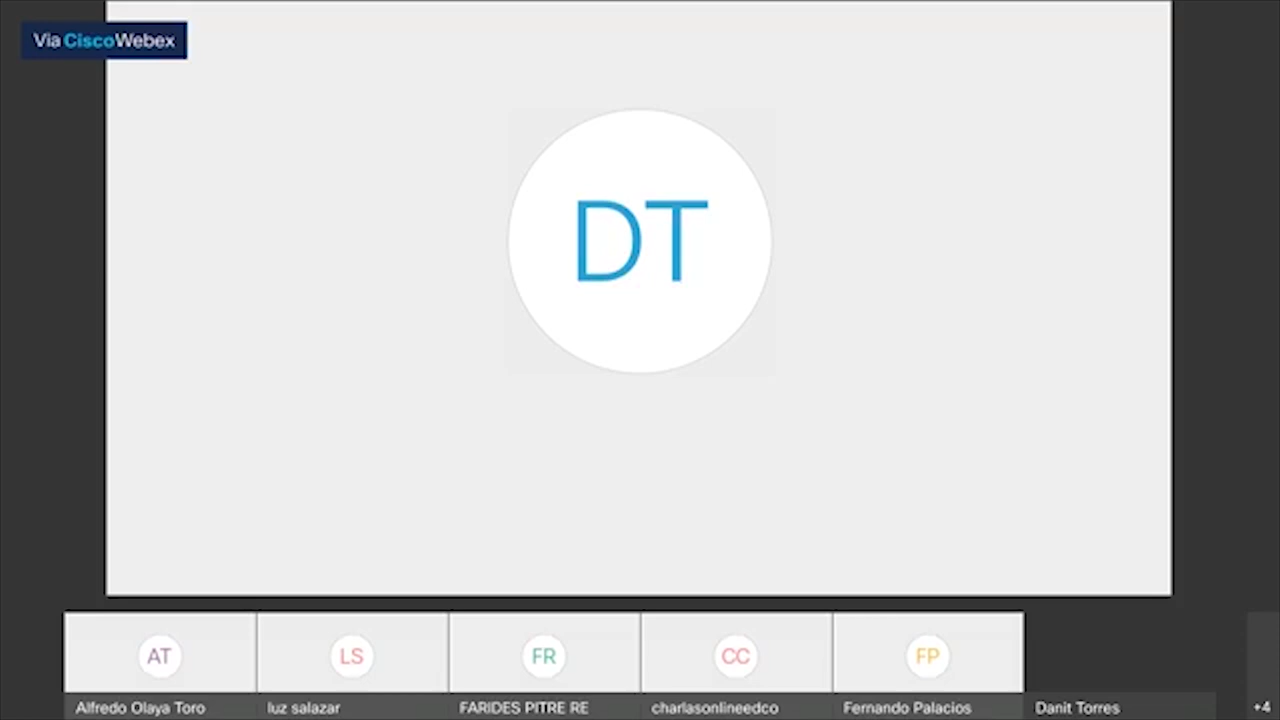 Via CiscoWebex
DT
AT
LS
FR
CC
FP
Alfredo Olaya Toro
luz salazar
FARIDES PITRE RE
charlasonlineedco
Fernando Palacios
Danit Torres
+4